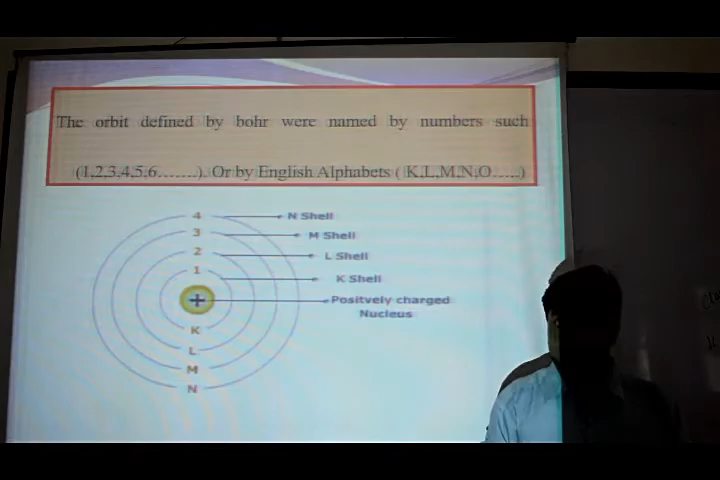 The orbit defined by bohr were named by numbers such
(1,2,3,4,5,6.......). Or by English Alphabets ( K,L,M,N,O.....)
4 N Shell
3 M Shell
2 L Shell
1 K Shell
+ Positvely charged
Nucleus
K
L
M
N